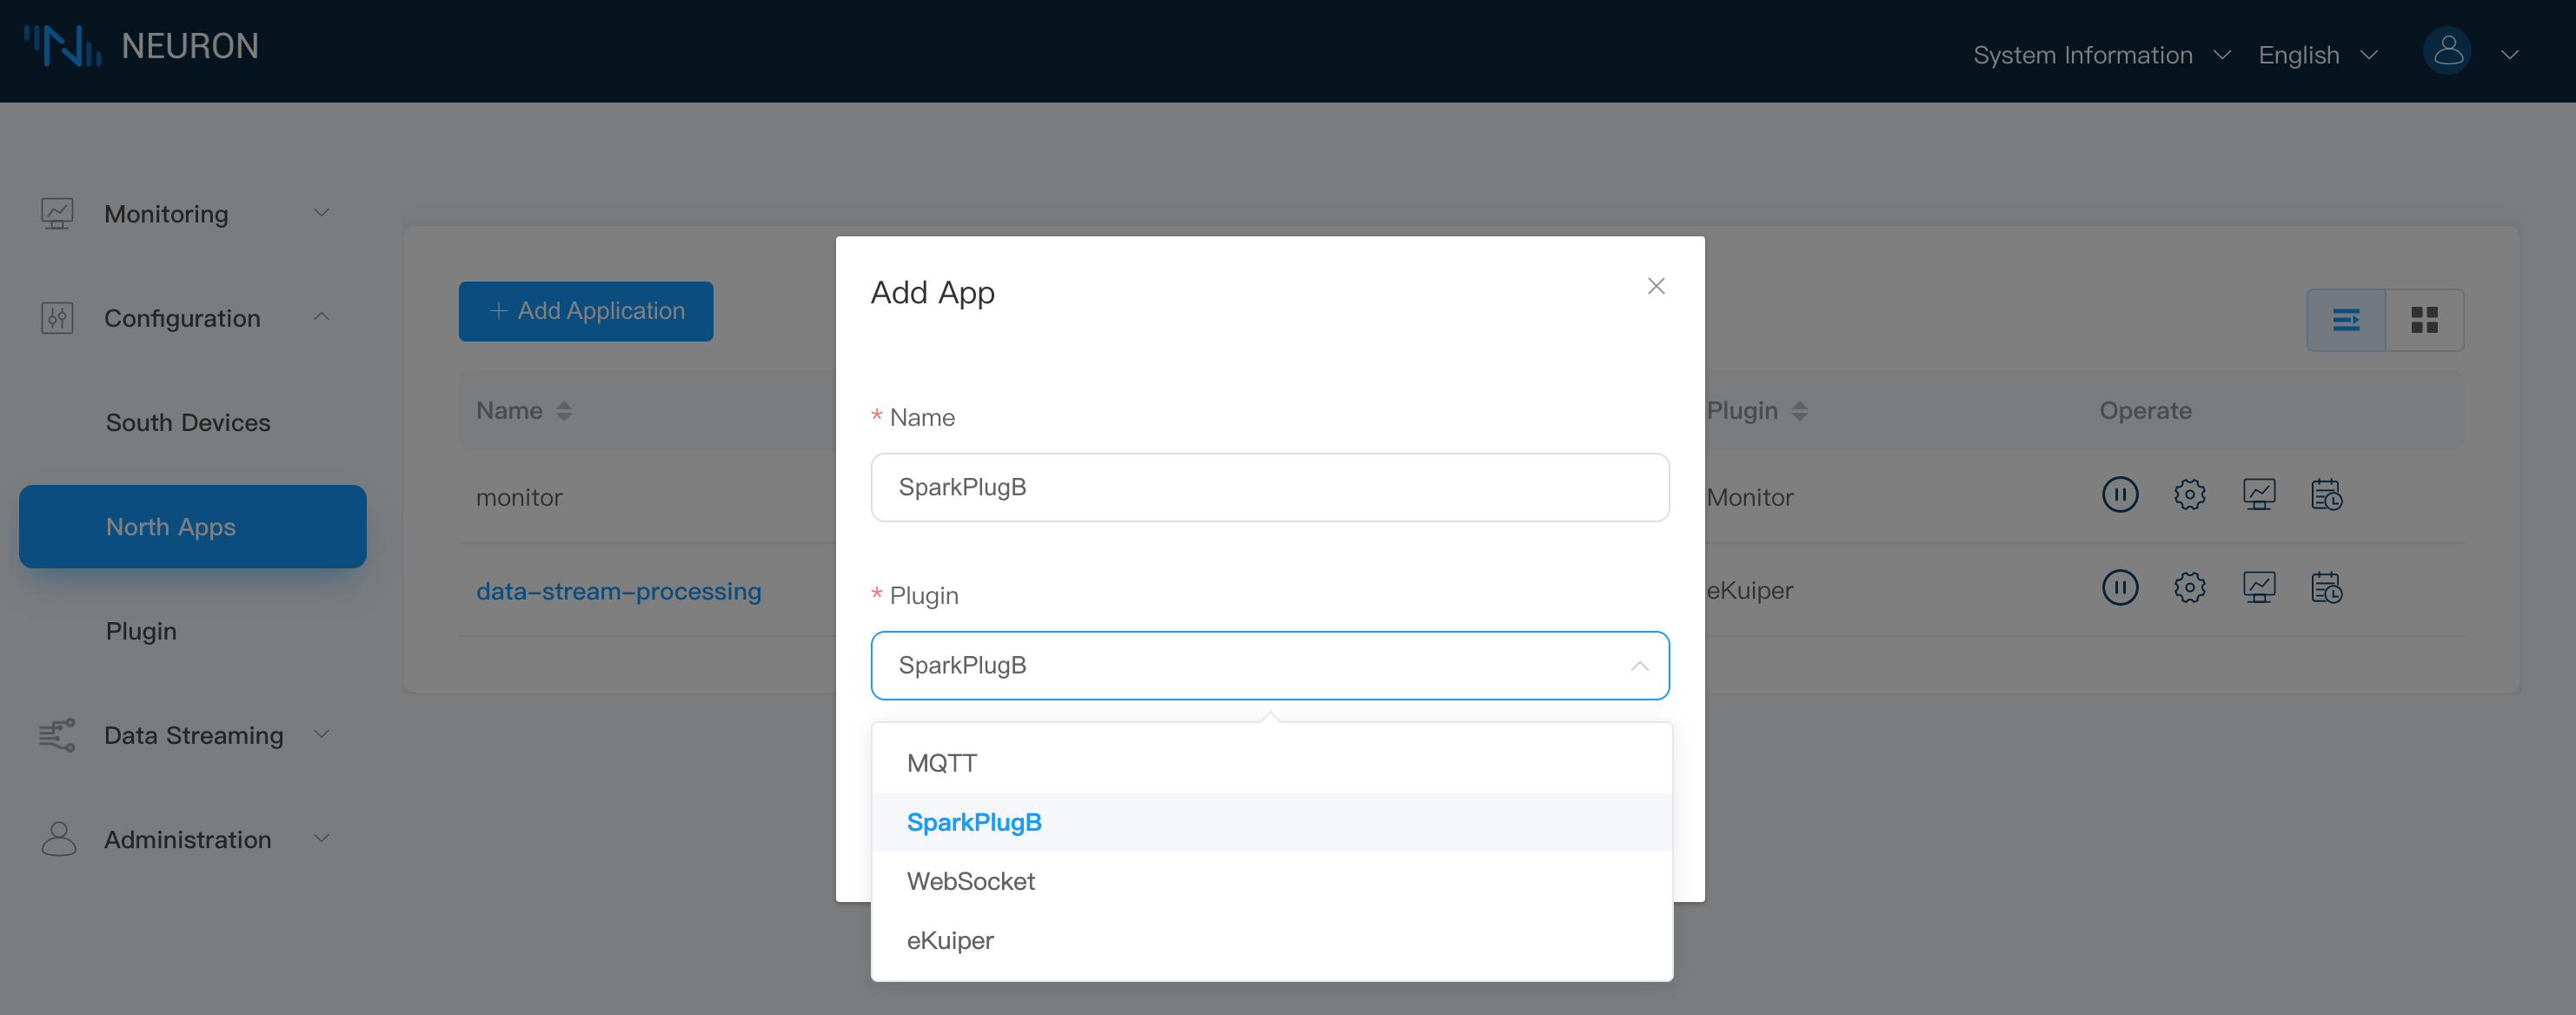 NEURON
System Information
English
Monitoring
Configuration
South Devices
North Apps
Plugin
Data Streaming
Administration
+ Add Application
Name
Plugin
Operate
monitor
Monitor
data-stream-processing
eKuiper
Add App
* Name
SparkPlugB
* Plugin
SparkPlugB
MQTT
SparkPlugB
WebSocket
eKuiper